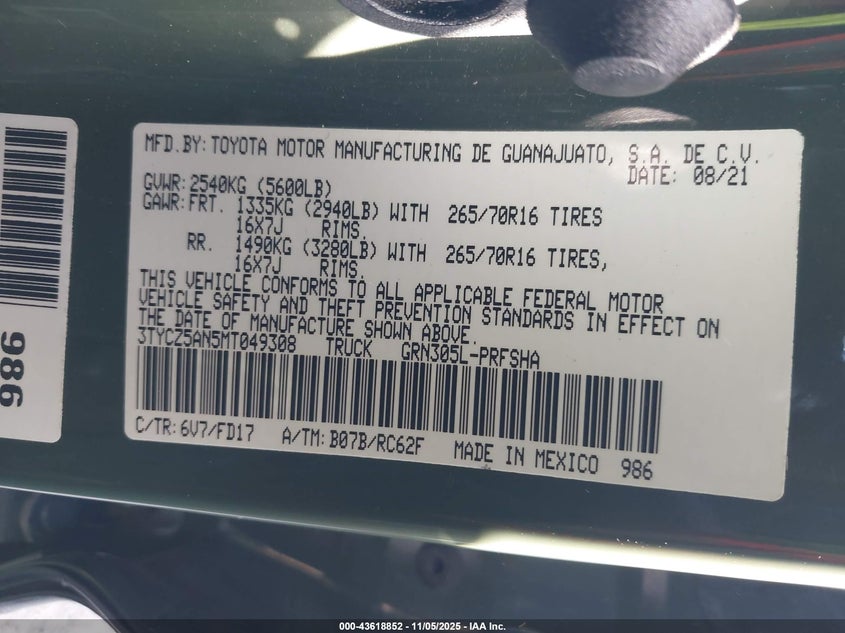 MFD.BY: TOYOTA MOTOR MANUFACTURING DE GUANAJUATO, S.A. DE C.V.
DATE: 08/21
GVWR: 2540KG (5600LB)
GAWR: FRT. 1335KG (2940LB) WITH 265/70R16 TIRES
16X7J RIMS.
RR. 1490KG (3280LB) WITH 265/70R16 TIRES,
16X7J RIMS.
THIS VEHICLE CONFORMS TO ALL APPLICABLE FEDERAL MOTOR
VEHICLE SAFETY AND THEFT PREVENTION STANDARDS IN EFFECT ON
THE DATE OF MANUFACTURE SHOWN ABOVE.
3TYCZ5AN5MT049308 TRUCK GRN305L-PRFSHA
C/TR: 6V7/FD17 A/TM: B07B/RC62F MADE IN MEXICO 986
986
000-43618852 - 11/05/2025 - IAA Inc.